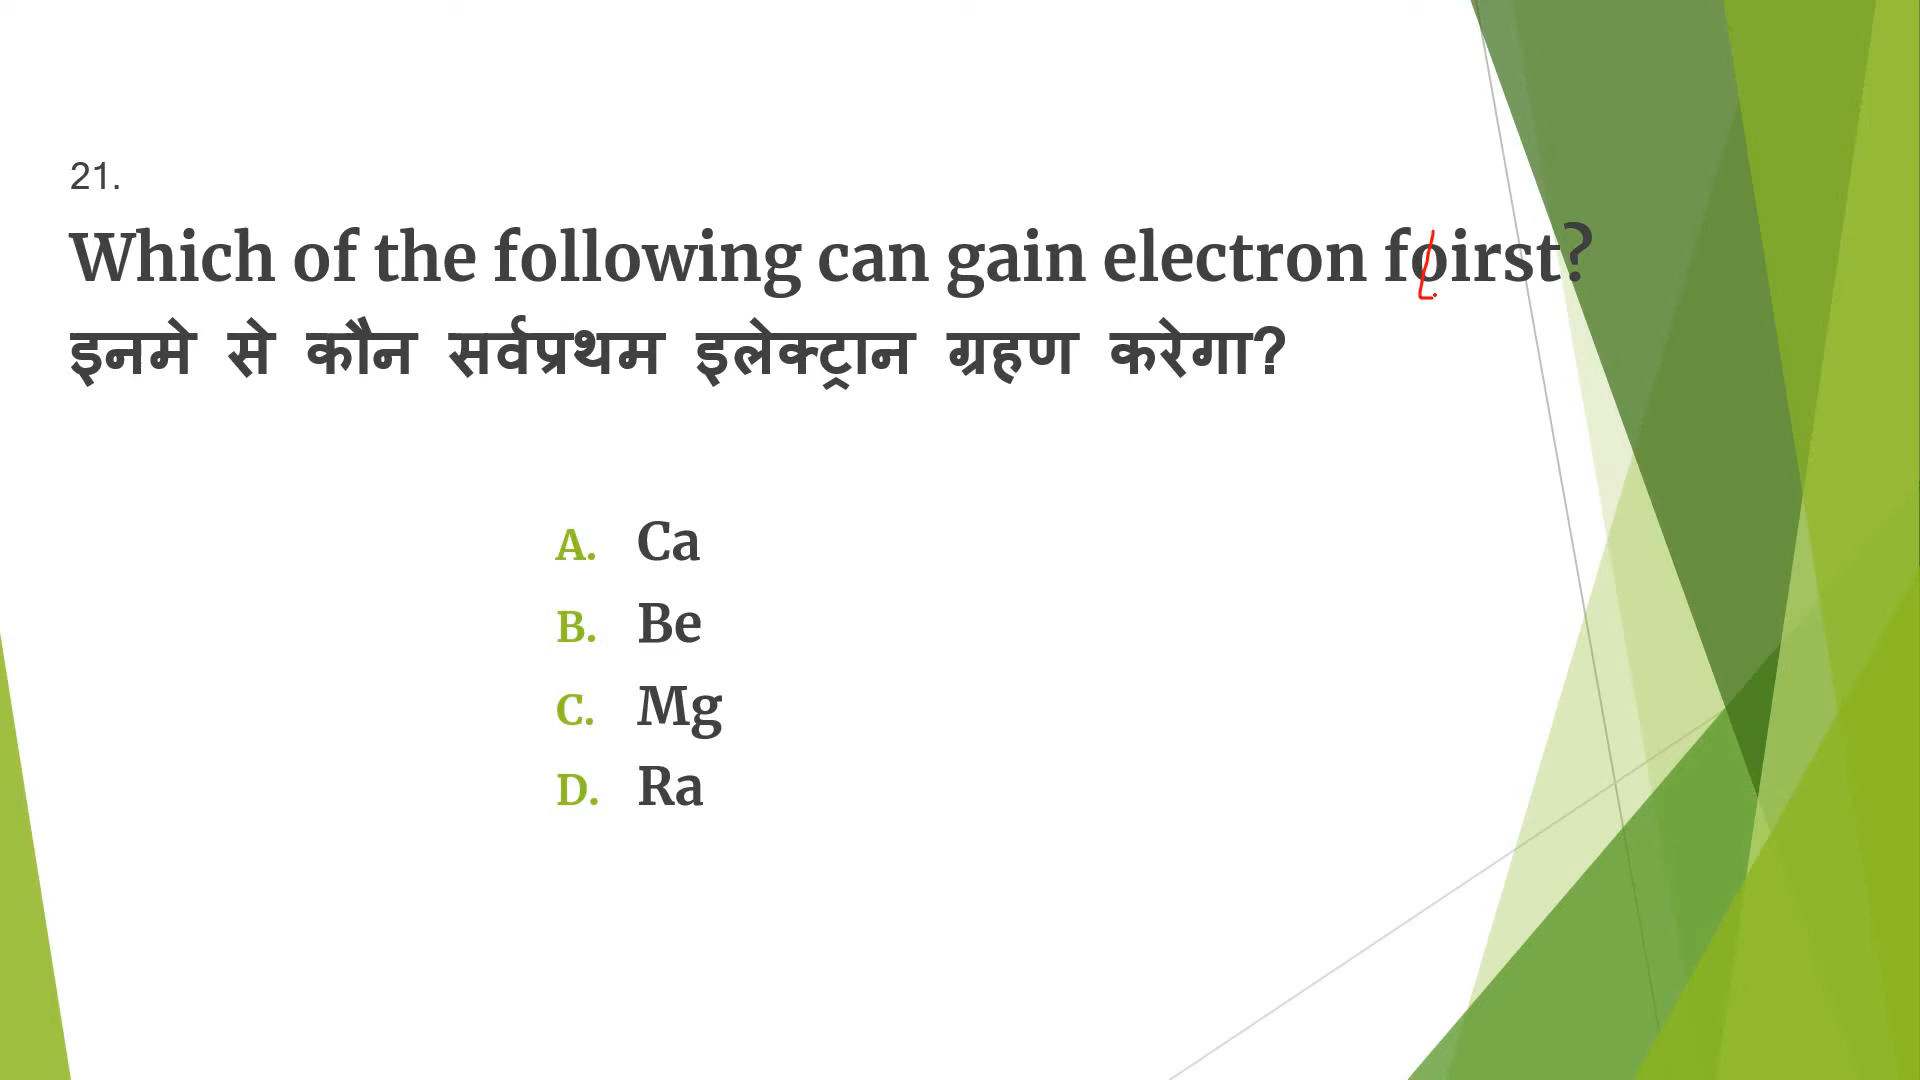 21.
Which of the following can gain electron foirst?
इनमे से कौन सर्वप्रथम इलेक्ट्रान ग्रहण करेगा?
A. Ca
B. Be
C. Mg
D. Ra